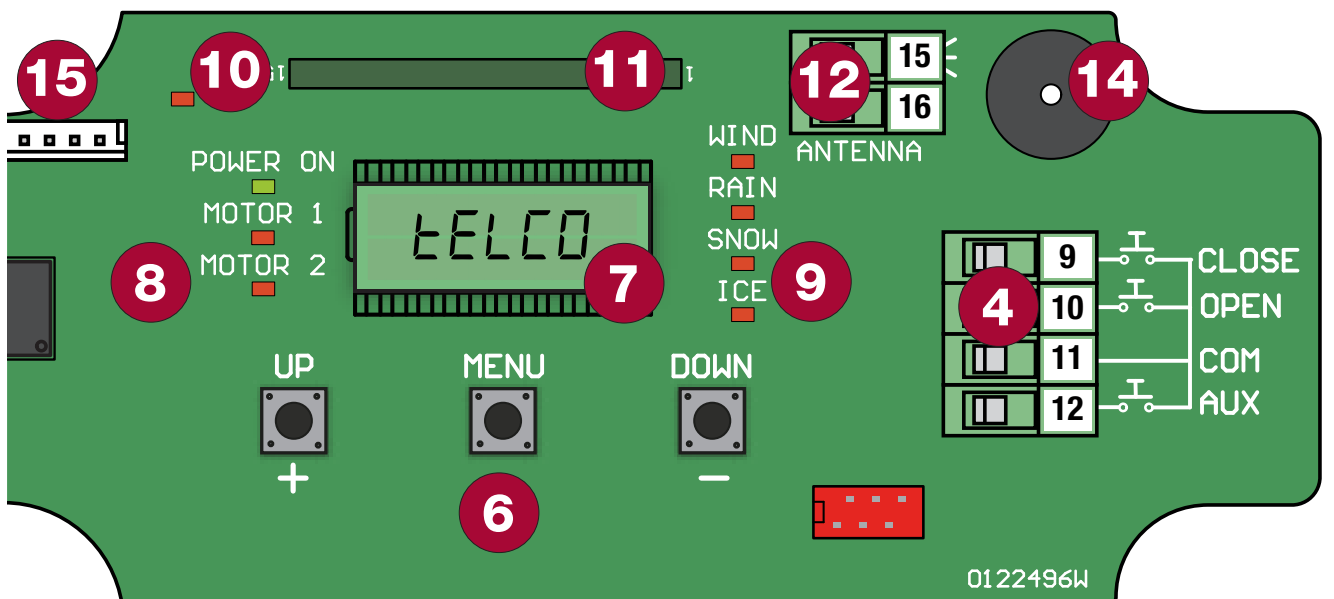 15
10
11
1
12
15
16
14
ANTENNA
POWER ON
MOTOR 1
MOTOR 2
8
tELCO
7
WIND
RAIN
SNOW
ICE
9
4
9
CLOSE
10
OPEN
11
COM
12
AUX
UP
MENU
DOWN
+
−
6
0122496W